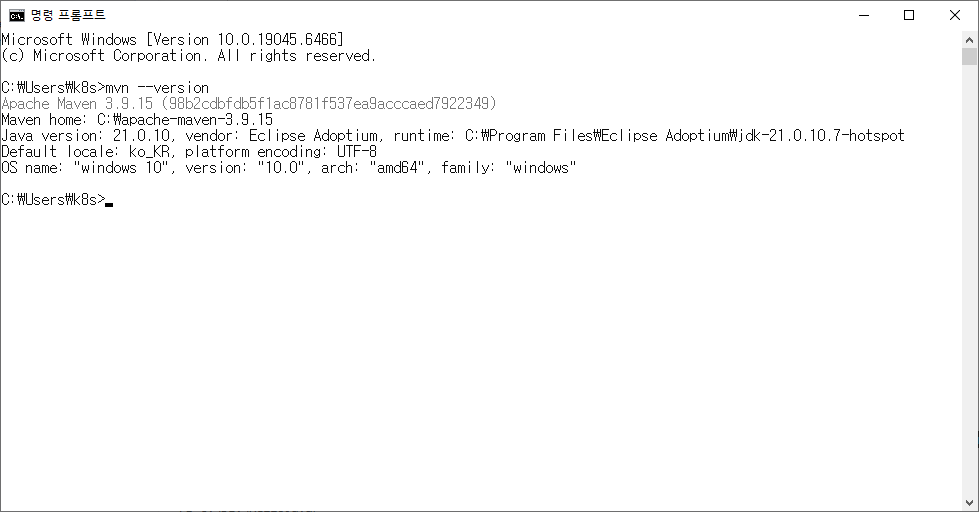 명령 프롬프트
Microsoft Windows [Version 10.0.19045.6466]
(c) Microsoft Corporation. All rights reserved.
C:₩Users₩k8s>mvn --version
Apache Maven 3.9.15 (98b2cdbfdb5f1ac8781f537ea9acccaed7922349)
Maven home: C:₩apache-maven-3.9.15
Java version: 21.0.10, vendor: Eclipse Adoptium, runtime: C:₩Program Files₩Eclipse Adoptium₩jdk-21.0.10.7-hotspot
Default locale: ko_KR, platform encoding: UTF-8
OS name: "windows 10", version: "10.0", arch: "amd64", family: "windows"
C:₩Users₩k8s>